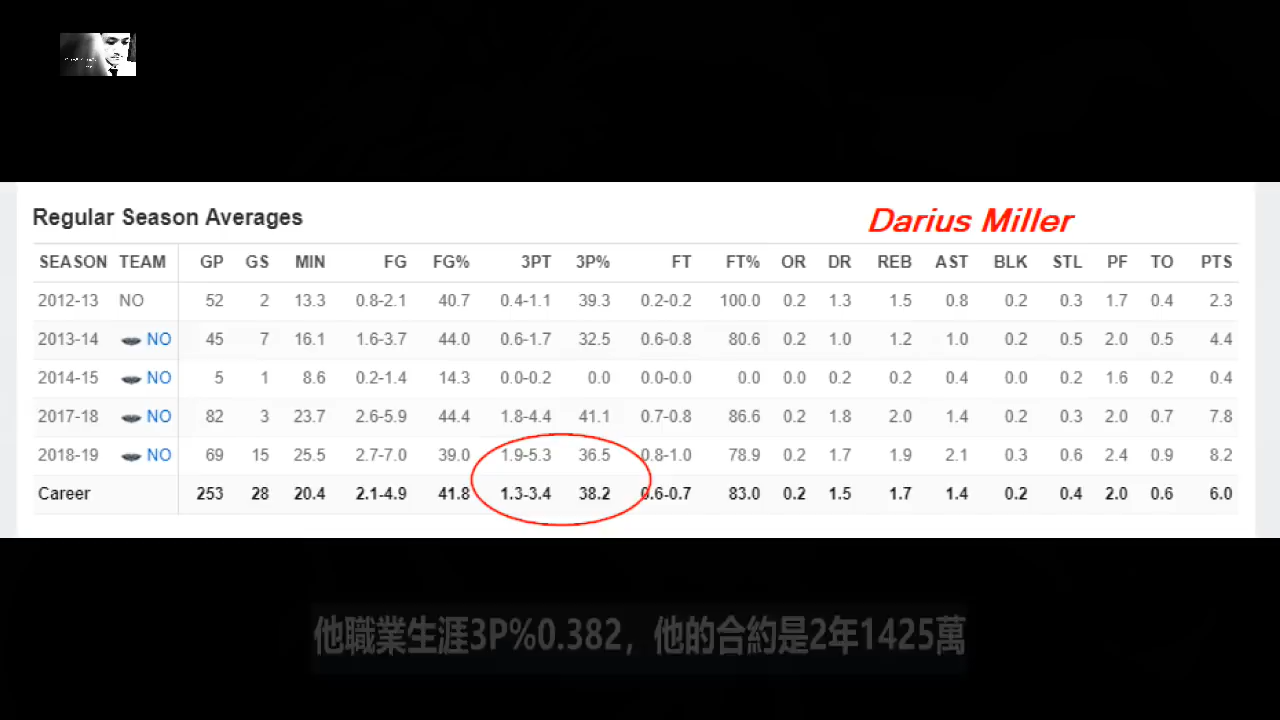 Regular Season Averages Darius Miller
SEASON TEAM GP GS MIN FG FG% 3PT 3P% FT FT% OR DR REB AST BLK STL PF TO PTS
2012-13 NO 52 2 13.3 0.8-2.1 40.7 0.4-1.1 39.3 0.2-0.2 100.0 0.2 1.3 1.5 0.8 0.2 0.3 1.7 0.4 2.3
2013-14 NO 45 7 16.1 1.6-3.7 44.0 0.6-1.7 32.5 0.6-0.8 80.6 0.2 1.0 1.2 1.0 0.2 0.5 2.0 0.5 4.4
2014-15 NO 5 1 8.6 0.2-1.4 14.3 0.0-0.2 0.0 0.0-0.0 0.0 0.0 0.2 0.2 0.4 0.0 0.2 1.6 0.2 0.4
2017-18 NO 82 3 23.7 2.6-5.9 44.4 1.8-4.4 41.1 0.7-0.8 86.6 0.2 1.8 2.0 1.4 0.2 0.3 2.0 0.7 7.8
2018-19 NO 69 15 25.5 2.7-7.0 39.0 1.9-5.3 36.5 0.8-1.0 78.9 0.2 1.7 1.9 2.1 0.3 0.6 2.4 0.9 8.2
Career 253 28 20.4 2.1-4.9 41.8 1.3-3.4 38.2 0.6-0.7 83.0 0.2 1.5 1.7 1.4 0.2 0.4 2.0 0.6 6.0
他職業生涯3P%0.382，他的合約是2年1425萬